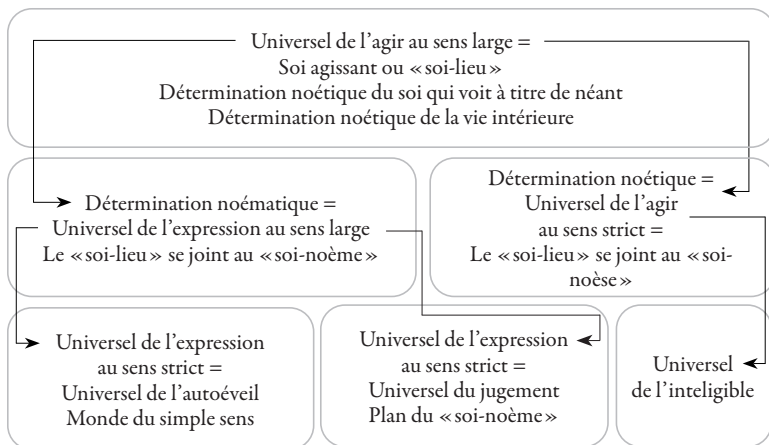 Universel de l'agir au sens large =
Soi agissant ou «soi-lieu»
Détermination noétique du soi qui voit à titre de néant
Détermination noétique de la vie intérieure
Détermination noématique =
Universel de l'expression au sens large
Le «soi-lieu» se joint au «soi-noème»
Détermination noétique =
Universel de l'agir
au sens strict =
Le «soi-lieu» se joint au «soi-
noèse»
Universel de l'expression
au sens strict =
Universel de l'autoéveil
Monde du simple sens
Universel de l'expression
au sens strict =
Universel du jugement
Plan du «soi-noème»
Universel
de l'inteligible